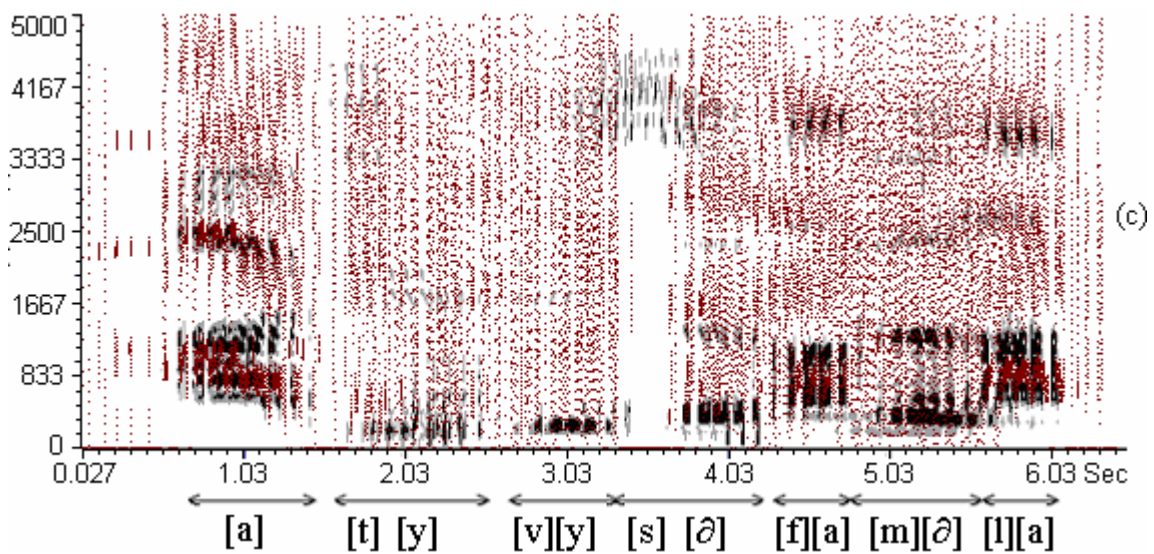 5000
4167
3333
2500
(c)
1667
833
0
0.027 1.03 2.03 3.03 4.03 5.03 6.03 Sec
[a] [t] [y] [v][y] [s] [∂] [f][a] [m][∂] [l][a]